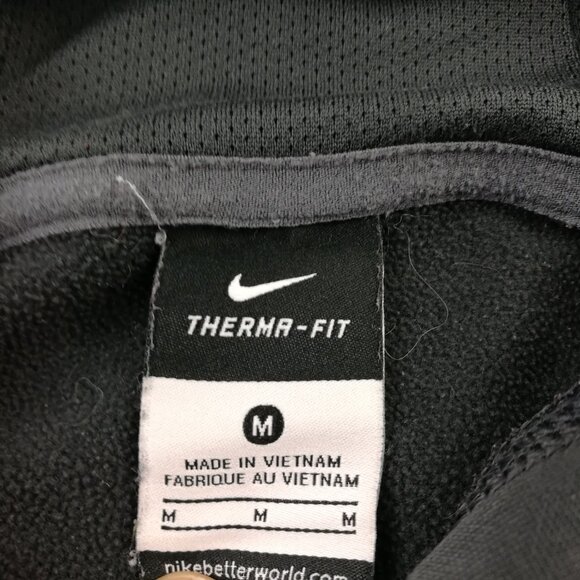 THERMA-FIT
M
MADE IN VIETNAM
FABRIQUE AU VIETNAM
M M M
nikebetterworld.com